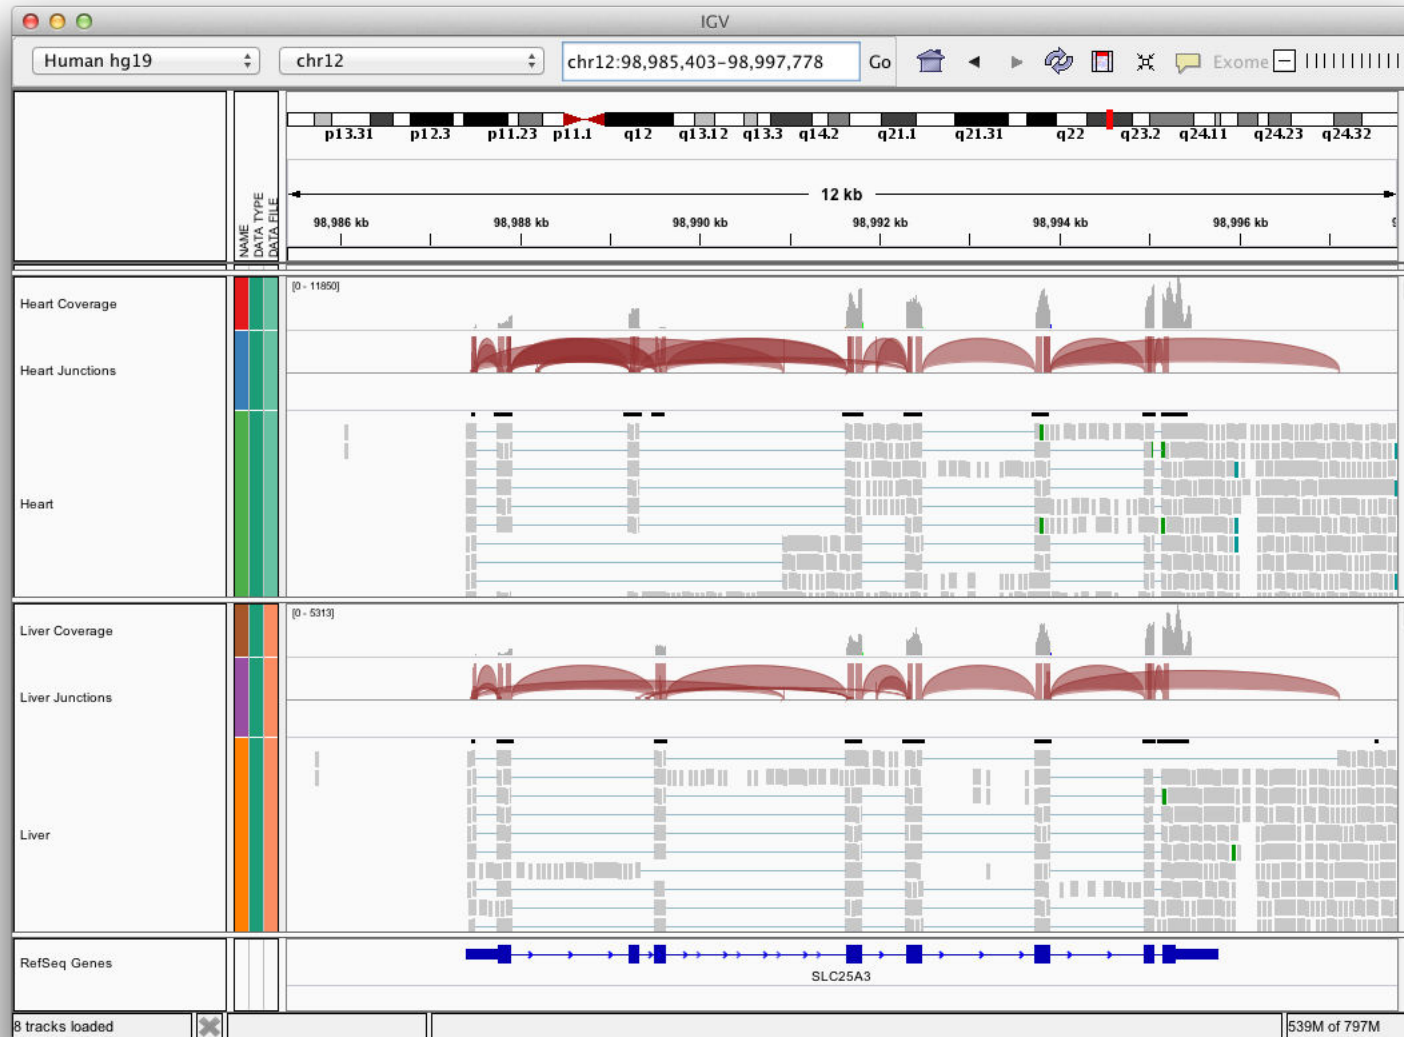 IGV
Human hg19 chr12 chr12:98,985,403-98,997,778 Go Exome
p13.31 p12.3 p11.23 p11.1 q12 q13.12 q13.3 q14.2 q21.1 q21.31 q22 q23.2 q24.11 q24.23 q24.32
12 kb
98,986 kb 98,988 kb 98,990 kb 98,992 kb 98,994 kb 98,996 kb 9
NAME
DATA TYPE
DATA FILE
[0 - 11850]
Heart Coverage
Heart Junctions
Heart
[0 - 5313]
Liver Coverage
Liver Junctions
Liver
RefSeq Genes
SLC25A3
8 tracks loaded 539M of 797M